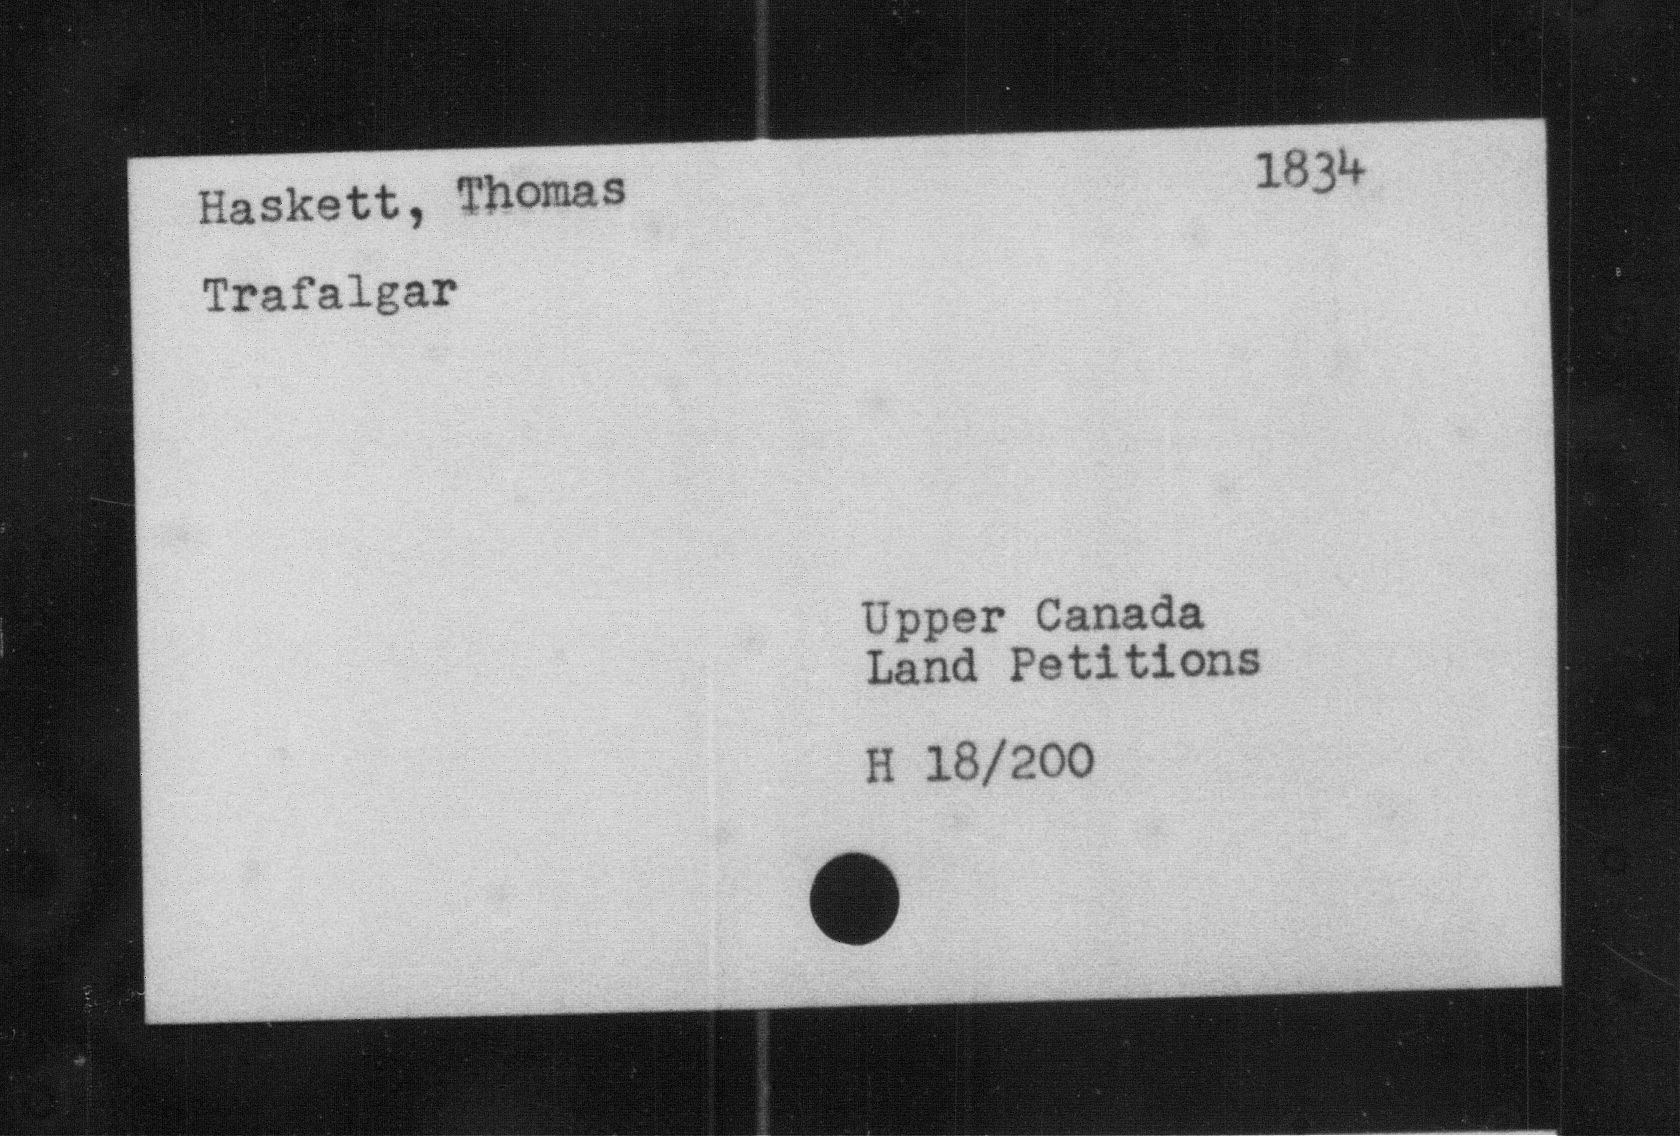 Haskett, Thomas
1834
Trafalgar
Upper Canada
Land Petitions
H 18/200